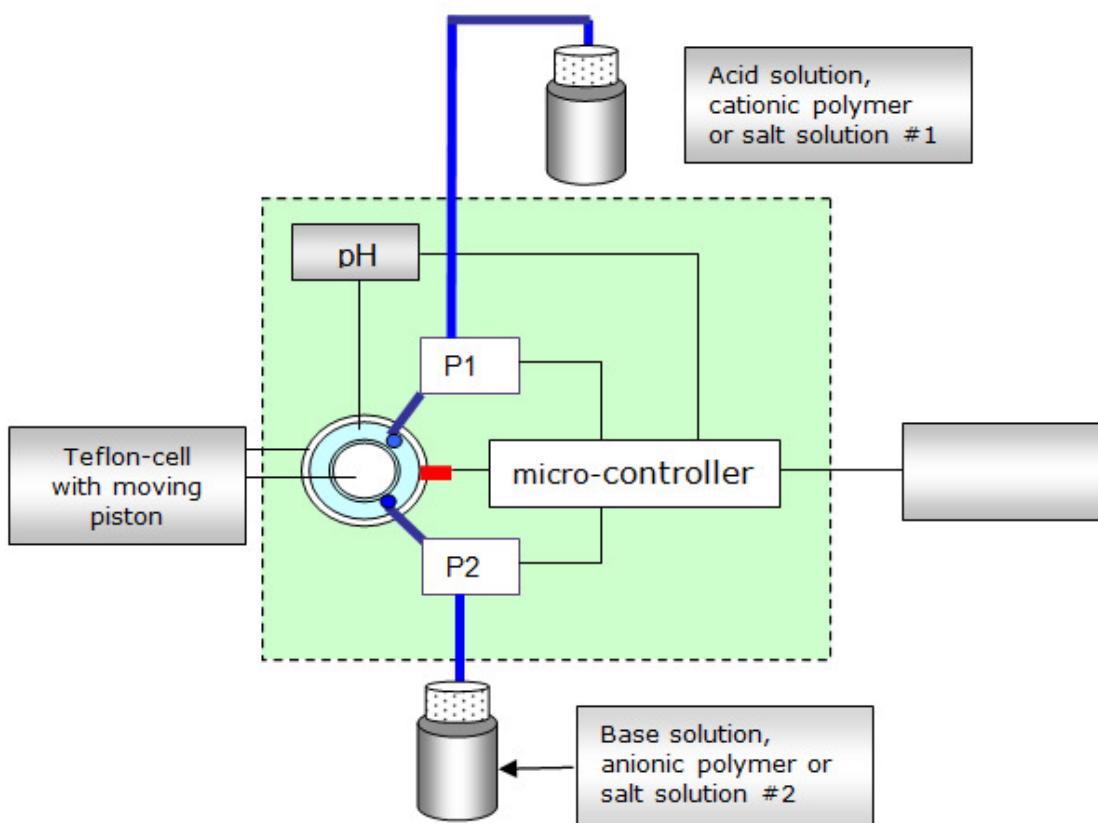 Acid solution,
cationic polymer
or salt solution #1
pH
P1
Teflon-cell
with moving
piston
micro-controller
P2
Base solution,
anionic polymer or
salt solution #2